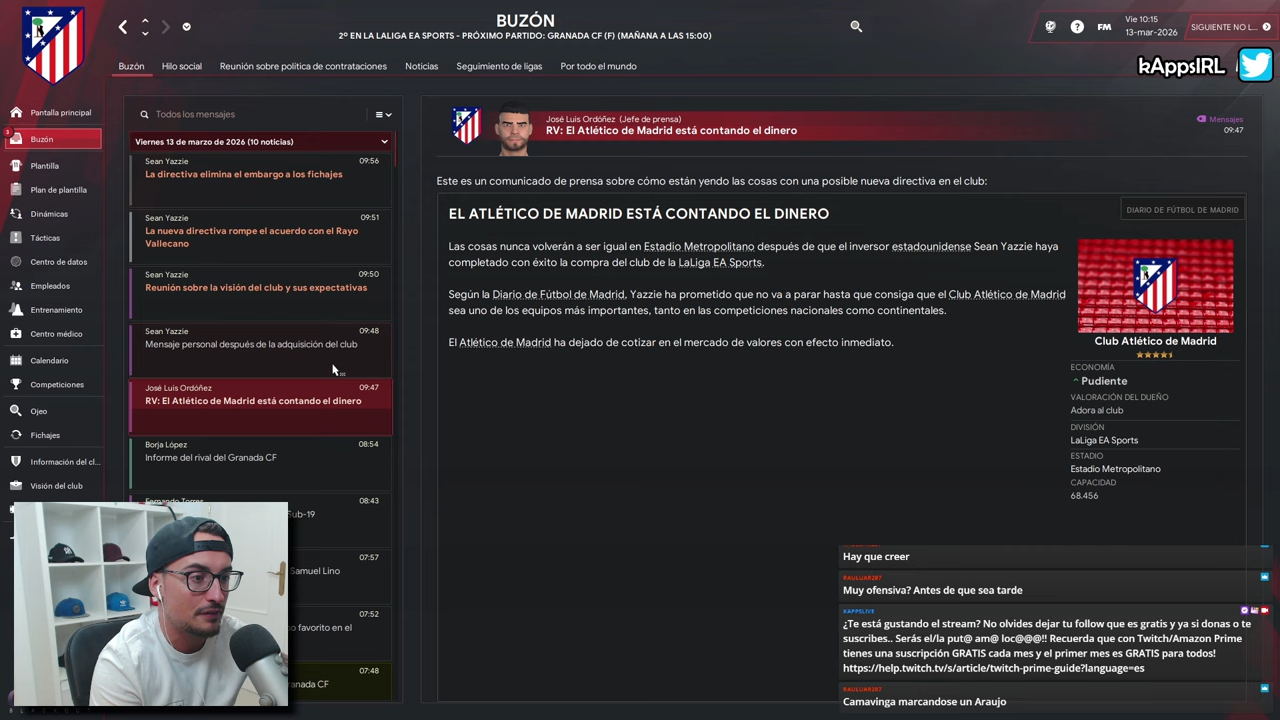 BUZÓN
2º EN LA LALIGA EA SPORTS - PRÓXIMO PARTIDO: GRANADA CF (F) (MAÑANA A LAS 15:00)
FM
Vie 10:15
13-mar-2026
SIGUIENTE NO L...
kAppsIRL
Buzón
Hilo social
Reunión sobre política de contrataciones
Noticias
Seguimiento de ligas
Por todo el mundo
Pantalla principal
3
Buzón
Plantilla
Plan de plantilla
Dinámicas
Tácticas
Centro de datos
Empleados
Entrenamiento
Centro médico
Calendario
Competiciones
Ojeo
Fichajes
Información del cl...
Visión del club
Todos los mensajes
Viernes 13 de marzo de 2026 (10 noticias)
Sean Yazzie 09:56
La directiva elimina el embargo a los fichajes
Sean Yazzie 09:51
La nueva directiva rompe el acuerdo con el Rayo
Vallecano
Sean Yazzie 09:50
Reunión sobre la visión del club y sus expectativas
Sean Yazzie 09:48
Mensaje personal después de la adquisición del club
José Luis Ordóñez 09:47
RV: El Atlético de Madrid está contando el dinero
Borja López 08:54
Informe del rival del Granada CF
08:43
Sub-19
07:57
Samuel Lino
07:52
so favorito en el
07:48
ranada CF
José Luis Ordóñez (Jefe de prensa)
RV: El Atlético de Madrid está contando el dinero
Mensajes
09:47
Este es un comunicado de prensa sobre cómo están yendo las cosas con una posible nueva directiva en el club:
EL ATLÉTICO DE MADRID ESTÁ CONTANDO EL DINERO
DIARIO DE FÚTBOL DE MADRID
Las cosas nunca volverán a ser igual en Estadio Metropolitano después de que el inversor estadounidense Sean Yazzie haya
completado con éxito la compra del club de la LaLiga EA Sports.
Según la Diario de Fútbol de Madrid, Yazzie ha prometido que no va a parar hasta que consiga que el Club Atlético de Madrid
sea uno de los equipos más importantes, tanto en las competiciones nacionales como continentales.
El Atlético de Madrid ha dejado de cotizar en el mercado de valores con efecto inmediato.
Club Atlético de Madrid
ECONOMÍA
Pudiente
VALORACIÓN DEL DUEÑO
Adora al club
DIVISIÓN
LaLiga EA Sports
ESTADIO
Estadio Metropolitano
CAPACIDAD
68.456
Hay que creer
RAULUAR287
Muy ofensiva? Antes de que sea tarde
KAPPSLIVE
¿Te está gustando el stream? No olvides dejar tu follow que es gratis y ya si donas o te
suscribes.. Serás el/la put@ am@ loc@@@!! Recuerda que con Twitch/Amazon Prime
tienes una suscripción GRATIS cada mes y el primer mes es GRATIS para todos!
https://help.twitch.tv/s/article/twitch-prime-guide?language=es
RAULUAR287
Camavinga marcandose un Araujo